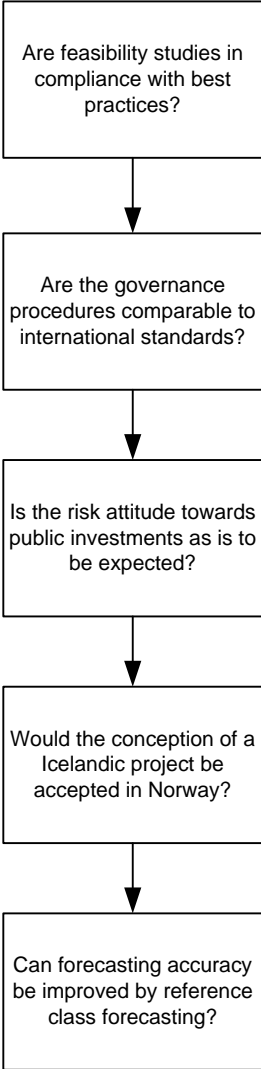 Are feasibility studies in
compliance with best
practices?
Are the governance
procedures comparable to
international standards?
Is the risk attitude towards
public investments as is to
be expected?
Would the conception of a
Icelandic project be
accepted in Norway?
Can forecasting accuracy
be improved by reference
class forecasting?